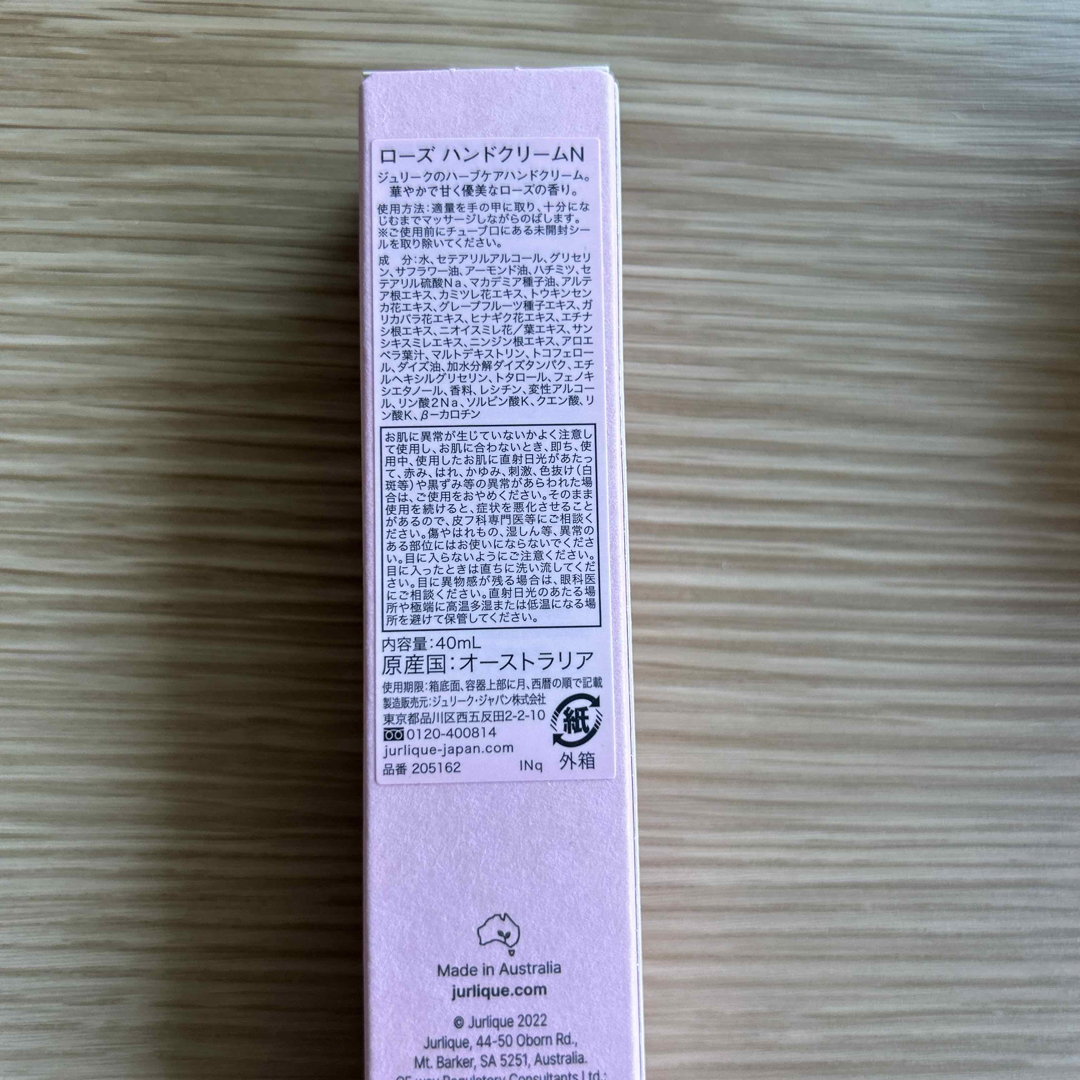 ローズ ハンドクリームN
ジュリークのハーブケアハンドクリーム。
華やかで甘く優美なローズの香り。
使用方法:適量を手の甲に取り、十分にな
じむまでマッサージしながらのばします。
※ご使用前にチューブ口にある未開封シー
ルを取り除いてください。
成 分:水、セテアリルアルコール、グリセリ
ン、サフラワー油、アーモンド油、ハチミツ、セ
テアリル硫酸Na、マカデミア種子油、アルテ
ア根エキス、カミツレ花エキス、トウキンセン
カ花エキス、グレープフルーツ種子エキス、ガ
リカバラ花エキス、ヒナギク花エキス、エチナ
シ根エキス、ニオイスミレ花/葉エキス、サン
シキスミレエキス、ニンジン根エキス、アロエ
ベラ葉汁、マルトデキストリン、トコフェロー
ル、ダイズ油、加水分解ダイズタンパク、エチ
ルヘキシルグリセリン、トタロール、フェノキ
シエタノール、香料、レシチン、変性アルコー
ル、リン酸2Na、ソルビン酸K、クエン酸、リ
ン酸K、β-カロチン
お肌に異常が生じていないかよく注意し
て使用し、お肌に合わないとき、即ち、使
用中、使用したお肌に直射日光があたっ
て、赤み、はれ、かゆみ、刺激、色抜け(白
斑等)や黒ずみ等の異常があらわれた場
合は、ご使用をおやめください。そのまま
使用を続けると、症状を悪化させること
があるので、皮フ科専門医等にご相談く
ださい。傷やはれもの、湿しん等、異常の
ある部位にはお使いにならないでくださ
い。目に入らないようにご注意ください。
目に入ったときは直ちに洗い流してくだ
さい。目に異物感が残る場合は、眼科医
にご相談ください。直射日光のあたる場
所や極端に高温多湿または低温になる場
所を避けて保管してください。
内容量:40mL
原産国:オーストラリア
使用期限:箱底面、容器上部に月、西暦の順で記載
製造販売元:ジュリーク・ジャパン株式会社
東京都品川区西五反田2-2-10
0120-400814
jurlique-japan.com
品番 205162 INq
紙
外箱
Made in Australia
jurlique.com
© Jurlique 2022
Jurlique, 44-50 Oborn Rd.,
Mt. Barker, SA 5251, Australia.
Regulatory Consultants Ltd.;